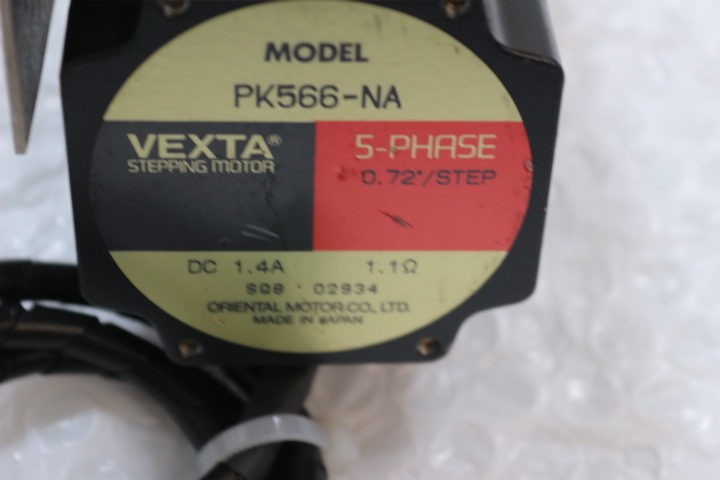 MODEL
PK566-NA
VEXTA®
STEPPING MOTOR
5-PHASE
0.72°/STEP
DC 1.4A 1.1Ω
SQ8 · 02934
ORIENTAL MOTOR CO., LTD.
MADE IN JAPAN